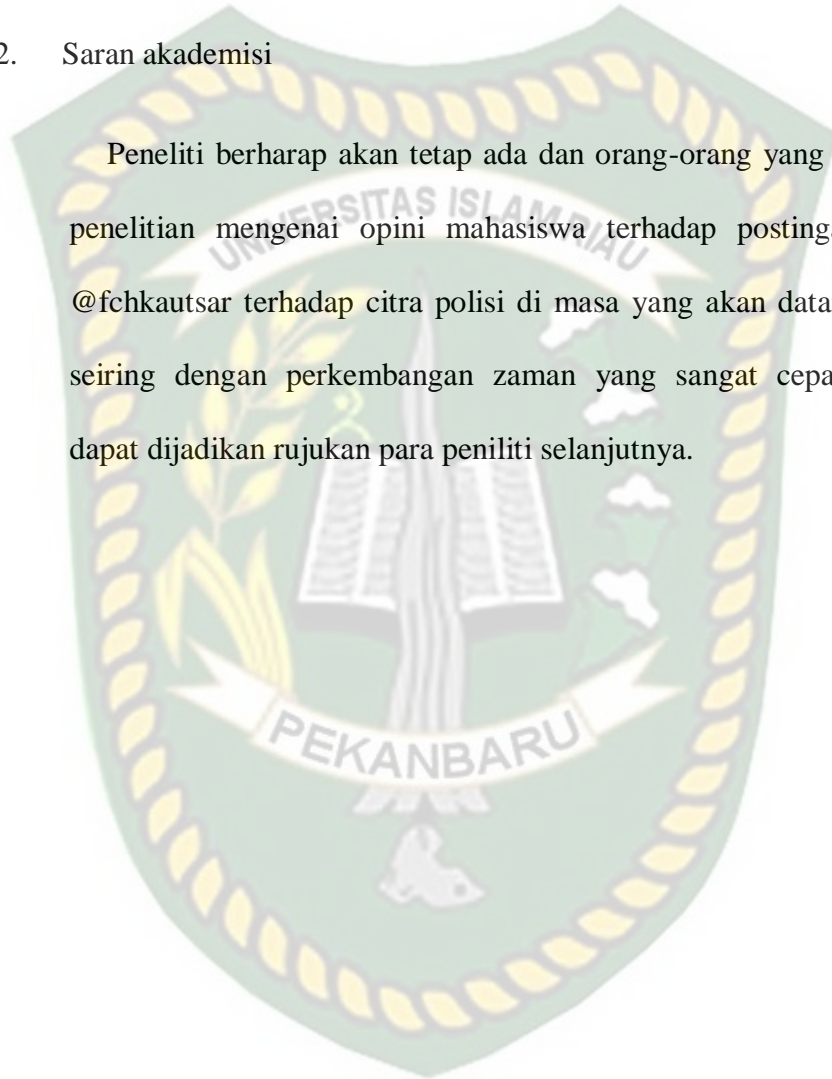 2. Saran akademisi
Peneliti berharap akan tetap ada dan orang-orang yang
penelitian mengenai opini mahasiswa terhadap posting
@fchkautsar terhadap citra polisi di masa yang akan data
seiring dengan perkembangan zaman yang sangat cepa
dapat dijadikan rujukan para peniliti selanjutnya.
UNIVERSITAS ISLAM RIAU
PEKANBARU